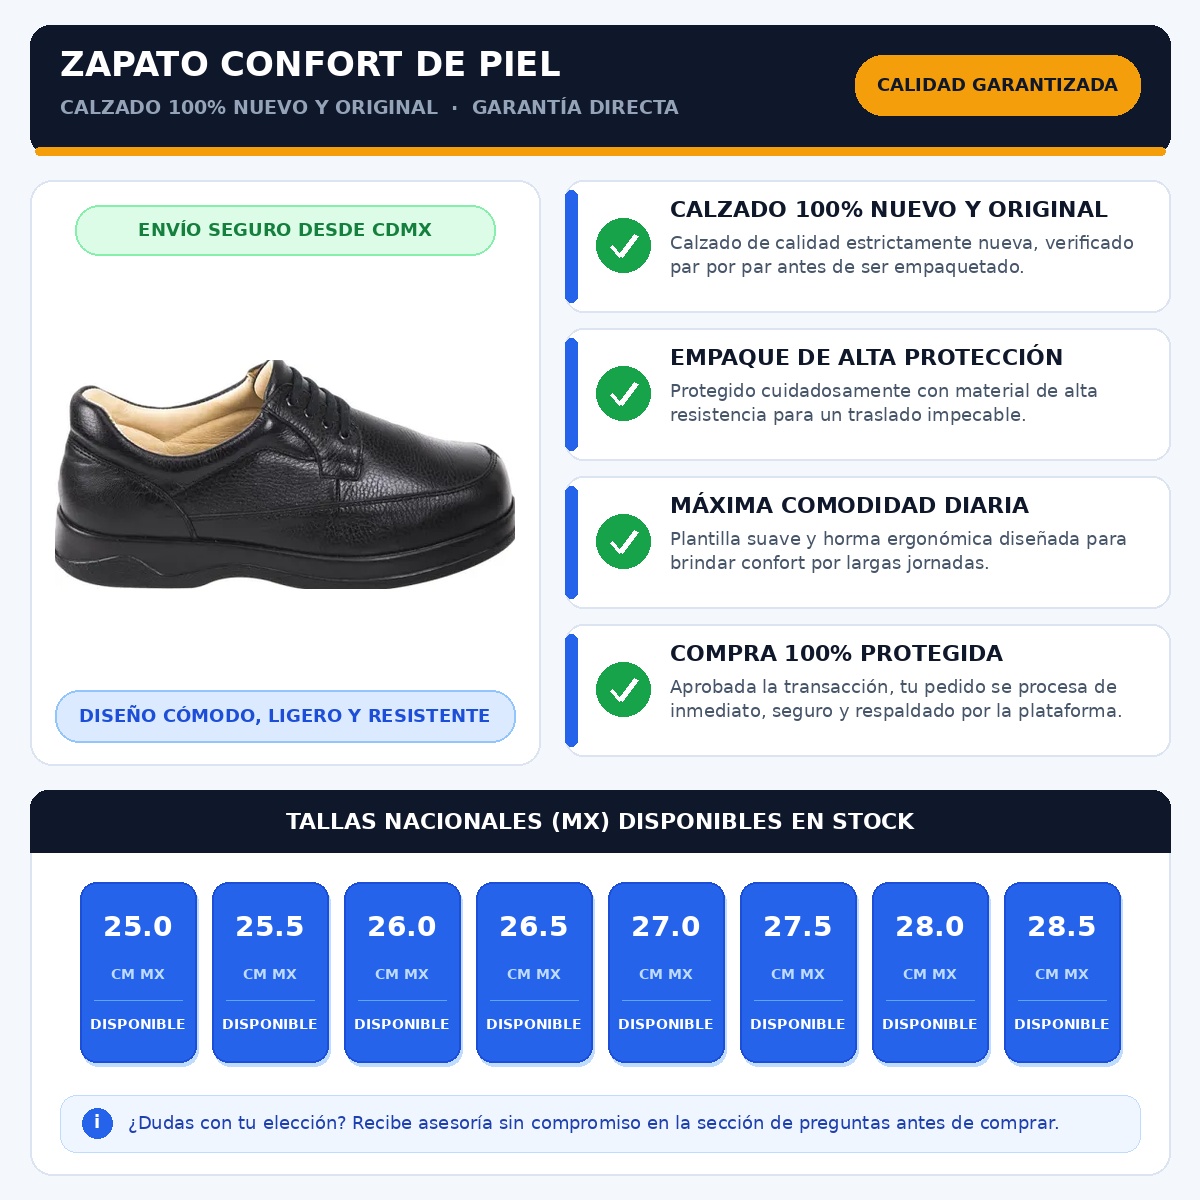 ZAPATO CONFORT DE PIEL
CALZADO 100% NUEVO Y ORIGINAL · GARANTÍA DIRECTA
CALIDAD GARANTIZADA
ENVÍO SEGURO DESDE CDMX
DISEÑO CÓMODO, LIGERO Y RESISTENTE
CALZADO 100% NUEVO Y ORIGINAL
Calzado de calidad estrictamente nueva, verificado
par por par antes de ser empaquetado.
EMPAQUE DE ALTA PROTECCIÓN
Protegido cuidadosamente con material de alta
resistencia para un traslado impecable.
MÁXIMA COMODIDAD DIARIA
Plantilla suave y horma ergonómica diseñada para
brindar confort por largas jornadas.
COMPRA 100% PROTEGIDA
Aprobada la transacción, tu pedido se procesa de
inmediato, seguro y respaldado por la plataforma.
TALLAS NACIONALES (MX) DISPONIBLES EN STOCK
25.0 25.5 26.0 26.5 27.0 27.5 28.0 28.5
CM MX CM MX CM MX CM MX CM MX CM MX CM MX CM MX
DISPONIBLE DISPONIBLE DISPONIBLE DISPONIBLE DISPONIBLE DISPONIBLE DISPONIBLE DISPONIBLE
i ¿Dudas con tu elección? Recibe asesoría sin compromiso en la sección de preguntas antes de comprar.